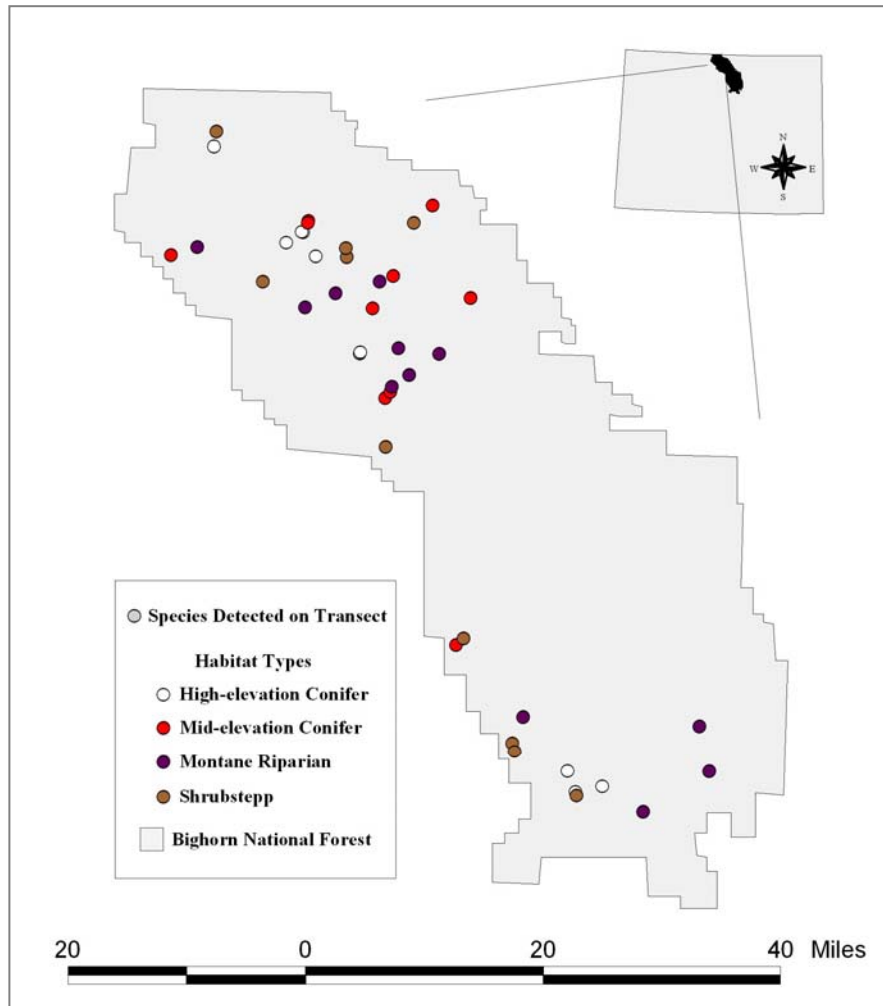 N
W E
S
Species Detected on Transect
Habitat Types
High-elevation Conifer
Mid-elevation Conifer
Montane Riparian
Shrubstepp
Bighorn National Forest
20 0 20 40 Miles